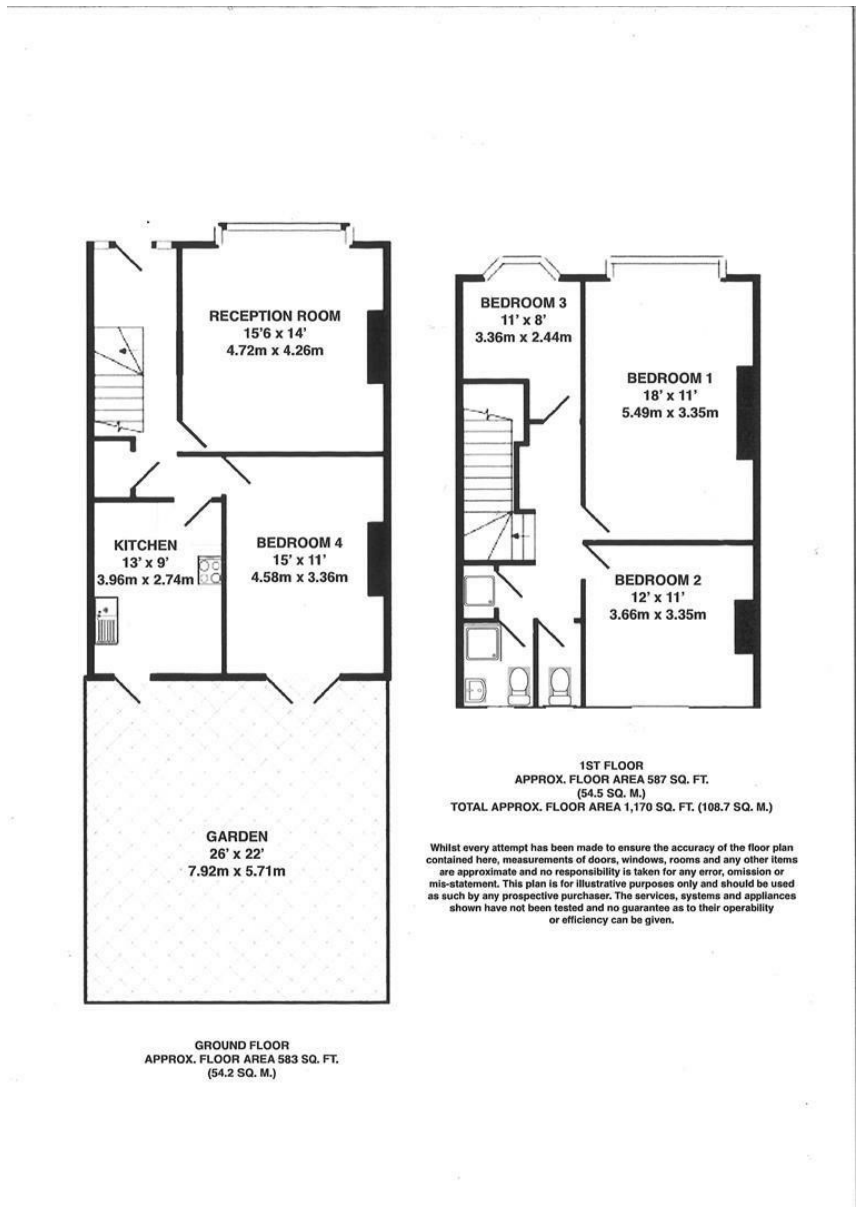 RECEPTION ROOM
15'6 x 14'
4.72m x 4.26m
KITCHEN
13' x 9'
3.96m x 2.74m
BEDROOM 4
15' x 11'
4.58m x 3.36m
GARDEN
26' x 22'
7.92m x 5.71m
GROUND FLOOR
APPROX. FLOOR AREA 583 SQ. FT.
(54.2 SQ. M.)
BEDROOM 3
11' x 8'
3.36m x 2.44m
BEDROOM 1
18' x 11'
5.49m x 3.35m
BEDROOM 2
12' x 11'
3.66m x 3.35m
1ST FLOOR
APPROX. FLOOR AREA 587 SQ. FT.
(54.5 SQ. M.)
TOTAL APPROX. FLOOR AREA 1,170 SQ. FT. (108.7 SQ. M.)
Whilst every attempt has been made to ensure the accuracy of the floor plan
contained here, measurements of doors, windows, rooms and any other items
are approximate and no responsibility is taken for any error, omission or
mis-statement. This plan is for illustrative purposes only and should be used
as such by any prospective purchaser. The services, systems and appliances
shown have not been tested and no guarantee as to their operability
or efficiency can be given.